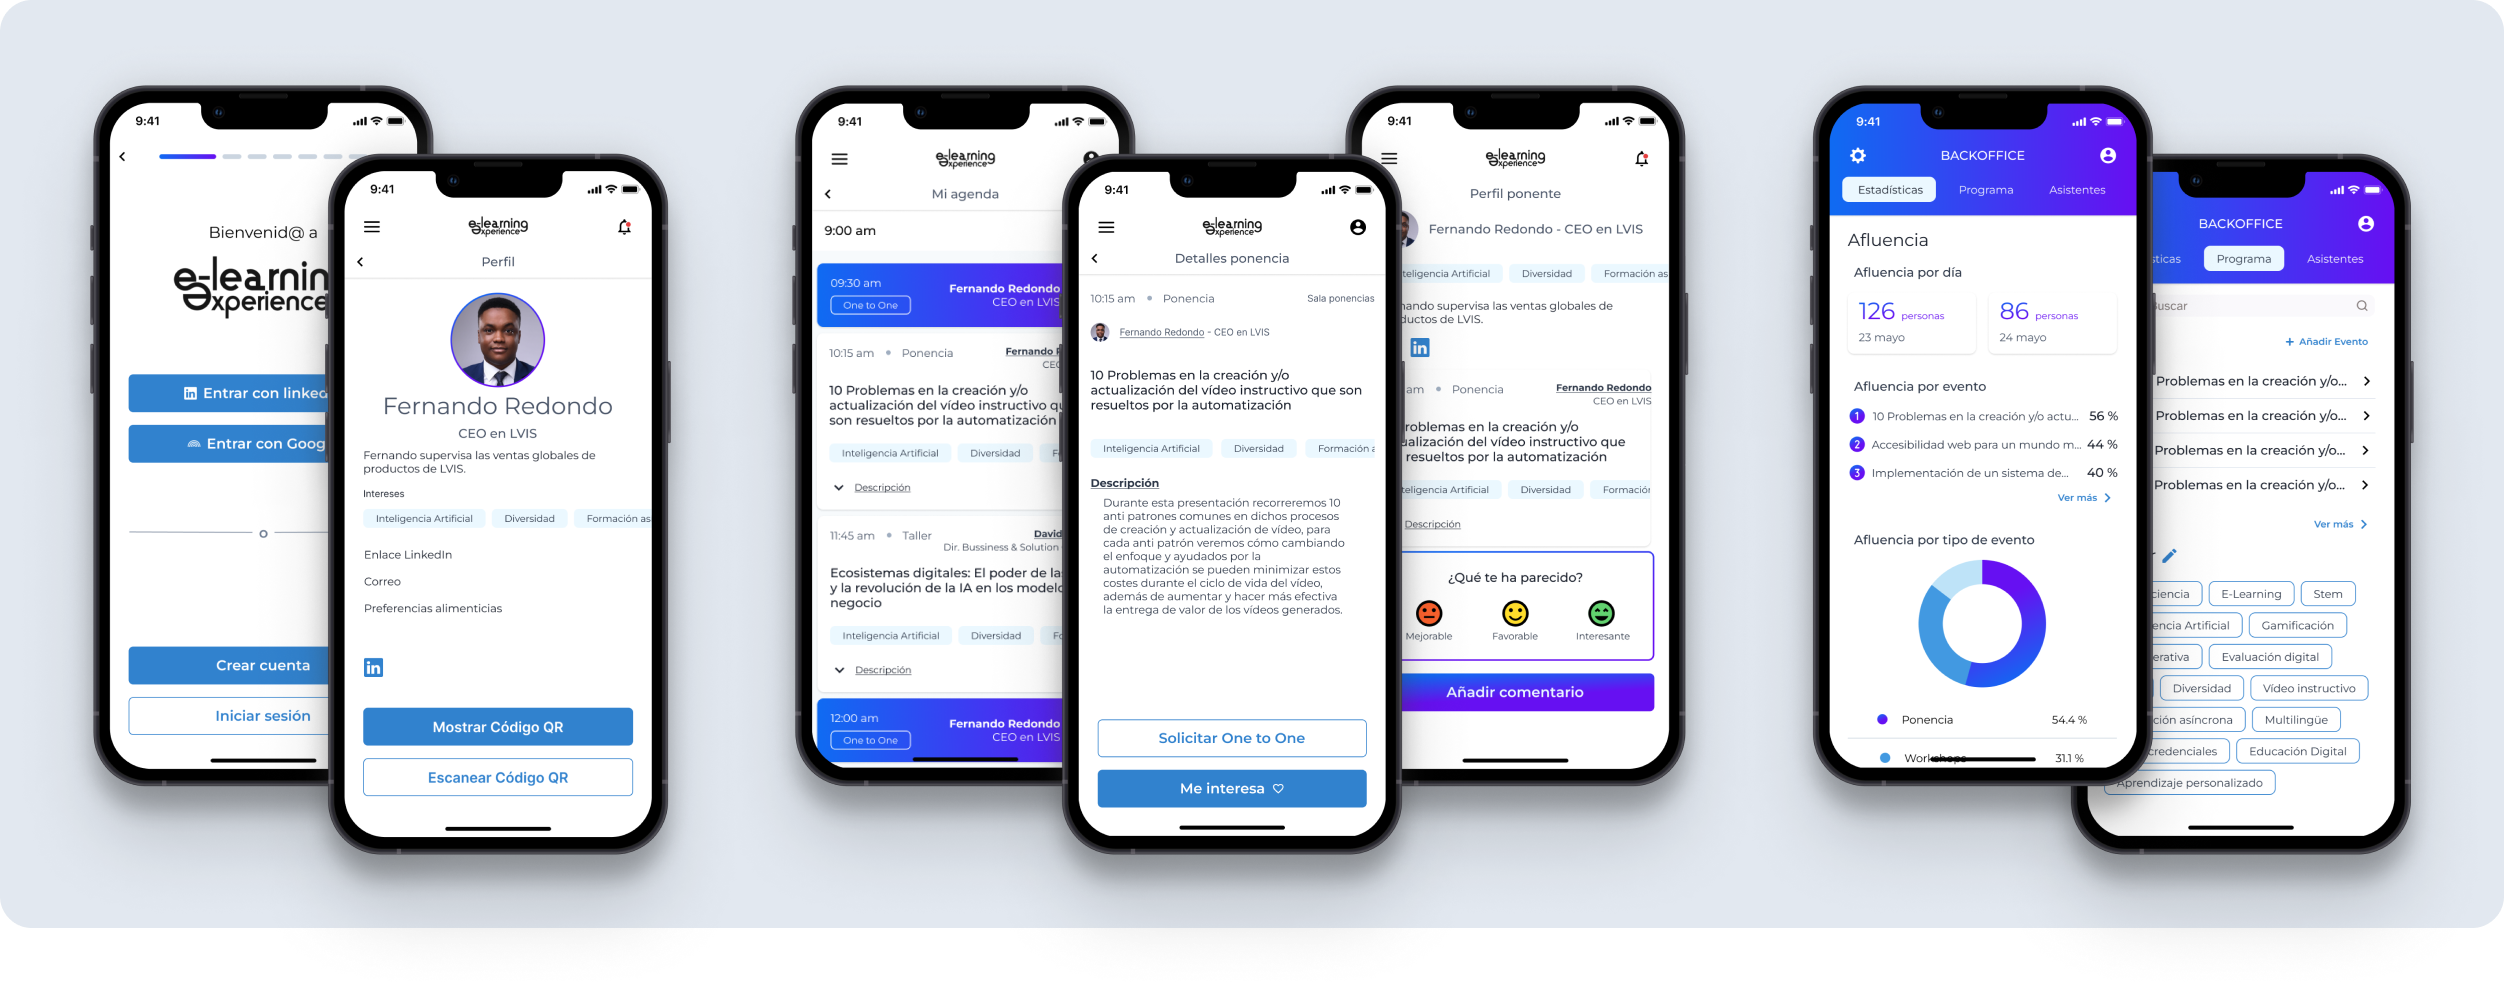 9:41
Bienvenid@ a
e-learning
experience
Entrar con linked
Entrar con Goog
o
Crear cuenta
Iniciar sesión
9:41
e-learning
experience
Perfil
Fernando Redondo
CEO en LVIS
Fernando supervisa las ventas globales de
productos de LVIS.
Intereses
Inteligencia Artificial Diversidad Formación as
Enlace LinkedIn
Correo
Preferencias alimenticias
in
Mostrar Código QR
Escanear Código QR
9:41
e-learning
experience
Mi agenda
9:00 am
09:30 am
One to One
Fernando Redondo
CEO en LVIS
10:15 am • Ponencia
Fernando
10 Problemas en la creación y/o
actualización del vídeo instructivo qu
son resueltos por la automatización
Inteligencia Artificial Diversidad
Descripción
11:45 am • Taller
David
Dir. Bussiness & Solution
Ecosistemas digitales: El poder de la
y la revolución de la IA en los modelo
negocio
Inteligencia Artificial Diversidad
Descripción
12:00 am
One to One
Fernando Redondo
CEO en LVIS
9:41
e-learning
experience
Detalles ponencia
10:15 am • Ponencia Sala ponencias
Fernando Redondo - CEO en LVIS
10 Problemas en la creación y/o
actualización del vídeo instructivo que son
resueltos por la automatización
Inteligencia Artificial Diversidad Formación a
Descripción
Durante esta presentación recorreremos 10
anti patrones comunes en dichos procesos
de creación y actualización de vídeo, para
cada anti patrón veremos cómo cambiando
el enfoque y ayudados por la
automatización se pueden minimizar estos
costes durante el ciclo de vida del vídeo,
además de aumentar y hacer más efectiva
la entrega de valor de los vídeos generados.
Solicitar One to One
Me interesa
9:41
e-learning
experience
Perfil ponente
Fernando Redondo - CEO en LVIS
teligencia Artificial Diversidad Formación as
nando supervisa las ventas globales de
ductos de LVIS.
in
am • Ponencia
Fernando Redondo
CEO en LVIS
roblemas en la creación y/o
ualización del vídeo instructivo que
resueltos por la automatización
teligencia Artificial Diversidad Formación
Descripción
¿Qué te ha parecido?
Mejorable Favorable Interesante
Añadir comentario
9:41
BACKOFFICE
Estadísticas Programa Asistentes
Afluencia
Afluencia por día
126 personas
23 mayo
86 personas
24 mayo
Afluencia por evento
1 10 Problemas en la creación y/o actu... 56 %
2 Accesibilidad web para un mundo m... 44 %
3 Implementación de un sistema de... 40 %
Ver más
Afluencia por tipo de evento
Ponencia 54.4 %
Workshops 31.1 %
BACKOFFICE
sticas Programa Asistentes
Buscar
+ Añadir Evento
Problemas en la creación y/o...
Problemas en la creación y/o...
Problemas en la creación y/o...
Problemas en la creación y/o...
Ver más
ciencia E-Learning Stem
encia Artificial Gamificación
erativa Evaluación digital
Diversidad Vídeo instructivo
ción asíncrona Multilingüe
credenciales Educación Digital
Aprendizaje personalizado